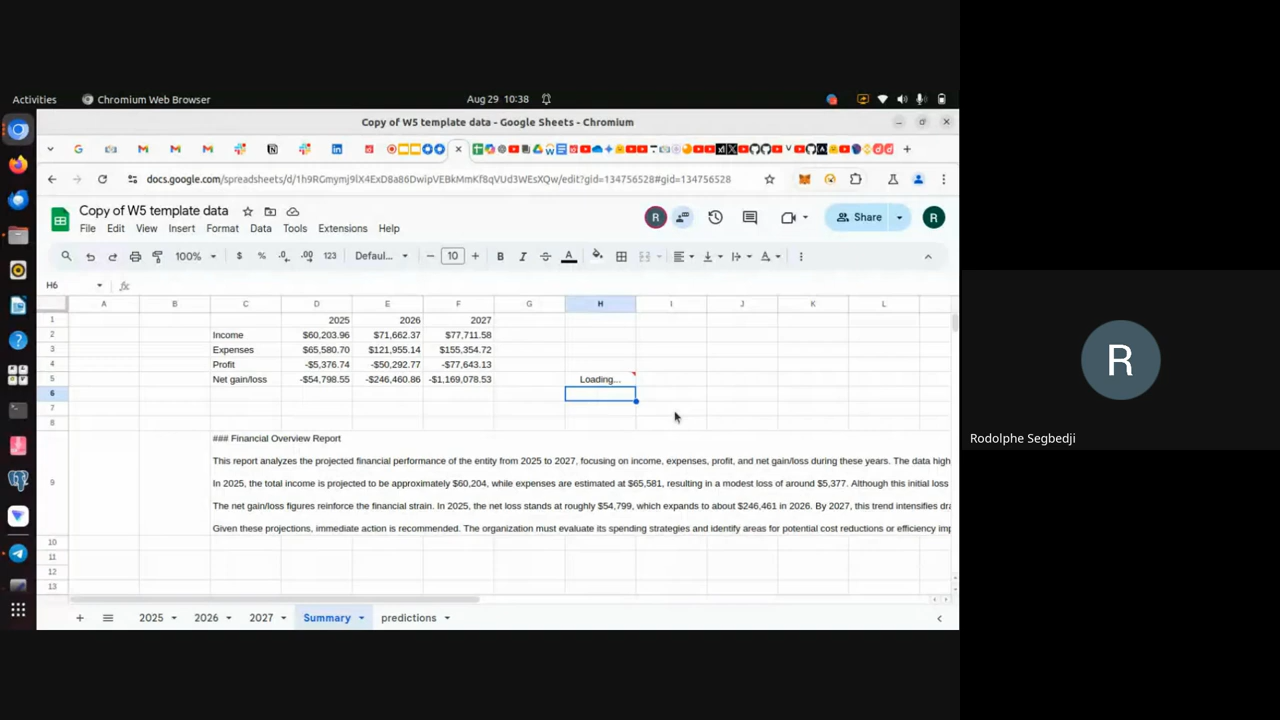 Activities Chromium Web Browser Aug 29 10:38
Copy of W5 template data - Google Sheets - Chromium
docs.google.com/spreadsheets/d/1h9RGmymj9lX4ExD8a86DwipVEBkMmKf8qVUd3WEsXQw/edit?gid=134756528#gid=134756528
Copy of W5 template data
R
Share
R
File Edit View Insert Format Data Tools Extensions Help
100% $ % .0 .00 123 Defaul... 10 B I A
H6 fx
A B C D E F G H I J K L
1 2025 2026 2027
2 Income $60,203.96 $71,662.37 $77,711.58
3 Expenses $65,580.70 $121,955.14 $155,354.72
4 Profit -$5,376.74 -$50,292.77 -$77,643.13
5 Net gain/loss -$54,798.55 -$246,460.86 -$1,169,078.53 Loading...
6
7
8
### Financial Overview Report
This report analyzes the projected financial performance of the entity from 2025 to 2027, focusing on income, expenses, profit, and net gain/loss during these years. The data high
9
In 2025, the total income is projected to be approximately $60,204, while expenses are estimated at $65,581, resulting in a modest loss of around $5,377. Although this initial loss
The net gain/loss figures reinforce the financial strain. In 2025, the net loss stands at roughly $54,799, which expands to about $246,461 in 2026. By 2027, this trend intensifies dra
Given these projections, immediate action is recommended. The organization must evaluate its spending strategies and identify areas for potential cost reductions or efficiency imp
10
11
12
13
2025 2026 2027 Summary predictions
R
Rodolphe Segbedji